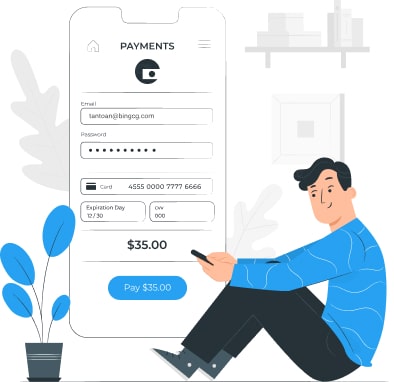 PAYMENTS
Email
tantoan@bingcg.com
Password
Card 4555 0000 7777 6666
Expiration Day
12 / 30
CVV
000
$35.00
Pay $35.00